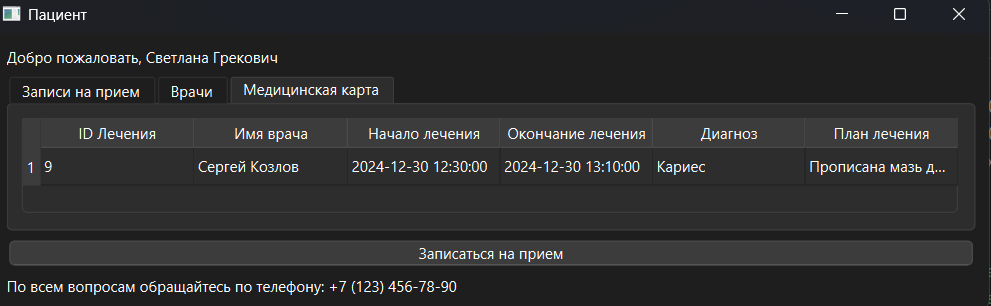 Пациент
Добро пожаловать, Светлана Грекович
Записи на прием Врачи Медицинская карта
ID Лечения Имя врача Начало лечения Окончание лечения Диагноз План лечения
1 9 Сергей Козлов 2024-12-30 12:30:00 2024-12-30 13:10:00 Кариес Прописана мазь д...
Записаться на прием
По всем вопросам обращайтесь по телефону: +7 (123) 456-78-90